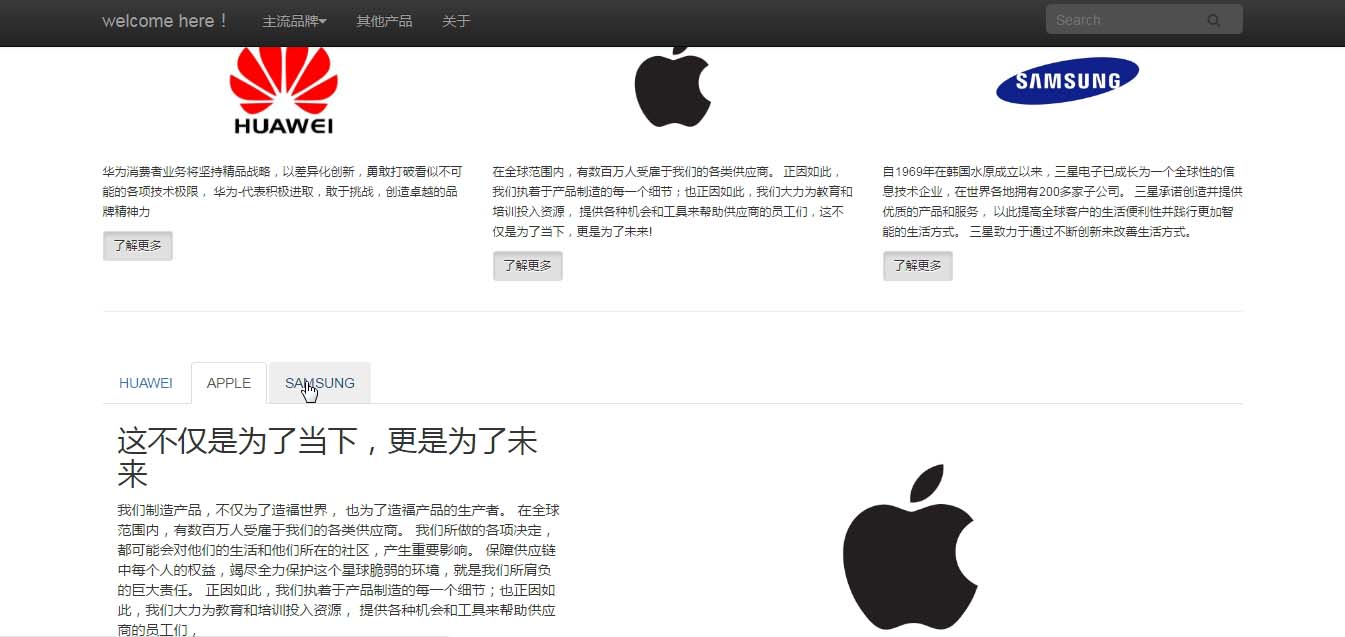 welcome here！ 主流品牌 其他产品 关于 Search
HUAWEI
SAMSUNG
华为消费者业务将坚持精品战略，以差异化创新，勇敢打破看似不可
能的各项技术极限， 华为-代表积极进取，敢于挑战，创造卓越的品
牌精神力
了解更多
在全球范围内，有数百万人受雇于我们的各类供应商。 正因如此，
我们执着于产品制造的每一个细节；也正因如此，我们大力为教育和
培训投入资源， 提供各种机会和工具来帮助供应商的员工们，这不
仅是为了当下，更是为了未来!
了解更多
自1969年在韩国水原成立以来，三星电子已成长为一个全球性的信
息技术企业，在世界各地拥有200多家子公司。 三星承诺创造并提供
优质的产品和服务， 以此提高全球客户的生活便利性并践行更加智
能的生活方式。 三星致力于通过不断创新来改善生活方式。
了解更多
HUAWEI APPLE SAMSUNG
这不仅是为了当下，更是为了未
来
我们制造产品，不仅为了造福世界， 也为了造福产品的生产者。 在全球
范围内，有数百万人受雇于我们的各类供应商。 我们所做的各项决定，
都可能会对他们的生活和他们所在的社区，产生重要影响。 保障供应链
中每个人的权益，竭尽全力保护这个星球脆弱的环境，就是我们所肩负
的巨大责任。 正因如此，我们执着于产品制造的每一个细节；也正因如
此，我们大力为教育和培训投入资源， 提供各种机会和工具来帮助供应
商的员工们，